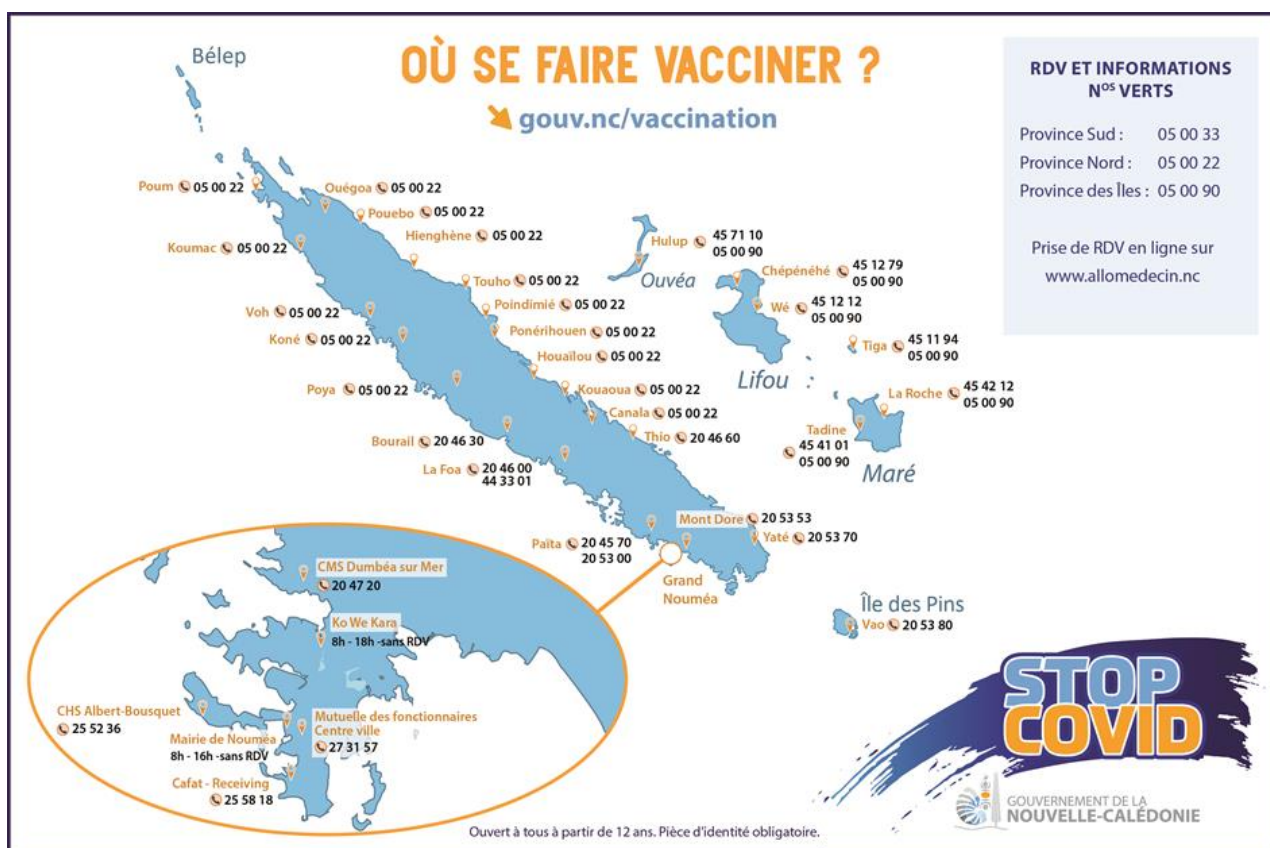 Bélep
OÙ SE FAIRE VACCINER ?
gouv.nc/vaccination
RDV ET INFORMATIONS
NOS VERTS
Province Sud : 05 00 33
Province Nord : 05 00 22
Province des Îles : 05 00 90
Prise de RDV en ligne sur
www.allomedecin.nc
Poum 05 00 22
Ouégoa 05 00 22
Pouebo 05 00 22
Hienghène 05 00 22
Koumac 05 00 22
Touho 05 00 22
Voh 05 00 22
Poindimié 05 00 22
Koné 05 00 22
Ponérihouen 05 00 22
Houaïlou 05 00 22
Poya 05 00 22
Kouaoua 05 00 22
Canala 05 00 22
Bourail 20 46 30
Thio 20 46 60
La Foa 20 46 00
44 33 01
Hulup 45 71 10
05 00 90
Ouvéa
Chépénéhé 45 12 79
05 00 90
Wé 45 12 12
05 00 90
Lifou
Tiga 45 11 94
05 00 90
La Roche 45 42 12
05 00 90
Tadine
45 41 01
05 00 90
Maré
Mont Dore 20 53 53
Païta 20 45 70
20 53 00
Yaté 20 53 70
Grand
Nouméa
Île des Pins
Vao 20 53 80
CMS Dumbéa sur Mer
20 47 20
Ko We Kara
8h - 18h -sans RDV
CHS Albert-Bousquet
25 52 36
Mairie de Nouméa
8h - 16h -sans RDV
Mutuelle des fonctionnaires
Centre ville
27 31 57
Cafat - Receiving
25 58 18
STOP
COVID
GOUVERNEMENT DE LA
NOUVELLE-CALÉDONIE
Ouvert à tous à partir de 12 ans. Pièce d'identité obligatoire.